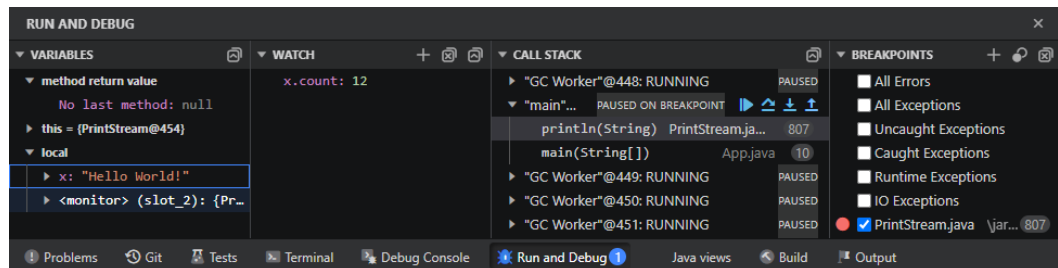 RUN AND DEBUG
VARIABLES
method return value
No last method: null
this = {PrintStream@454}
local
x: "Hello World!"
<monitor> (slot_2): {Pr...
WATCH
x.count: 12
CALL STACK
"GC Worker"@448: RUNNING PAUSED
"main"... PAUSED ON BREAKPOINT
println(String) PrintStream.ja... 807
main(String[]) App.java 10
"GC Worker"@449: RUNNING PAUSED
"GC Worker"@450: RUNNING PAUSED
"GC Worker"@451: RUNNING PAUSED
BREAKPOINTS
All Errors
All Exceptions
Uncaught Exceptions
Caught Exceptions
Runtime Exceptions
IO Exceptions
PrintStream.java \jar... 807
Problems Git Tests Terminal Debug Console Run and Debug 1 Java views Build Output